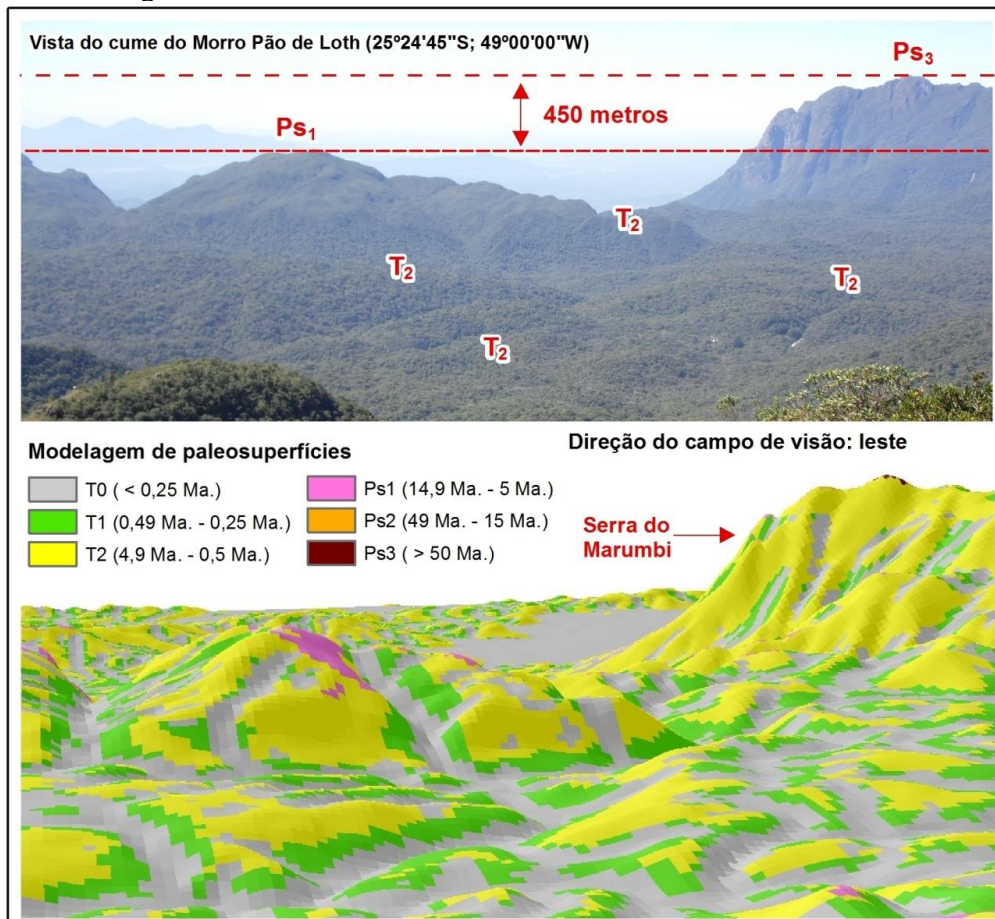 Vista do cume do Morro Pão de Loth (25º24'45"S; 49º00'00"W)
Ps3
450 metros
Ps1
T2
T2
T2
T2
Modelagem de paleosuperfícies
T0 ( < 0,25 Ma.)
T1 (0,49 Ma. - 0,25 Ma.)
T2 (4,9 Ma. - 0,5 Ma.)
Ps1 (14,9 Ma. - 5 Ma.)
Ps2 (49 Ma. - 15 Ma.)
Ps3 ( > 50 Ma.)
Direção do campo de visão: leste
Serra do
Marumbi